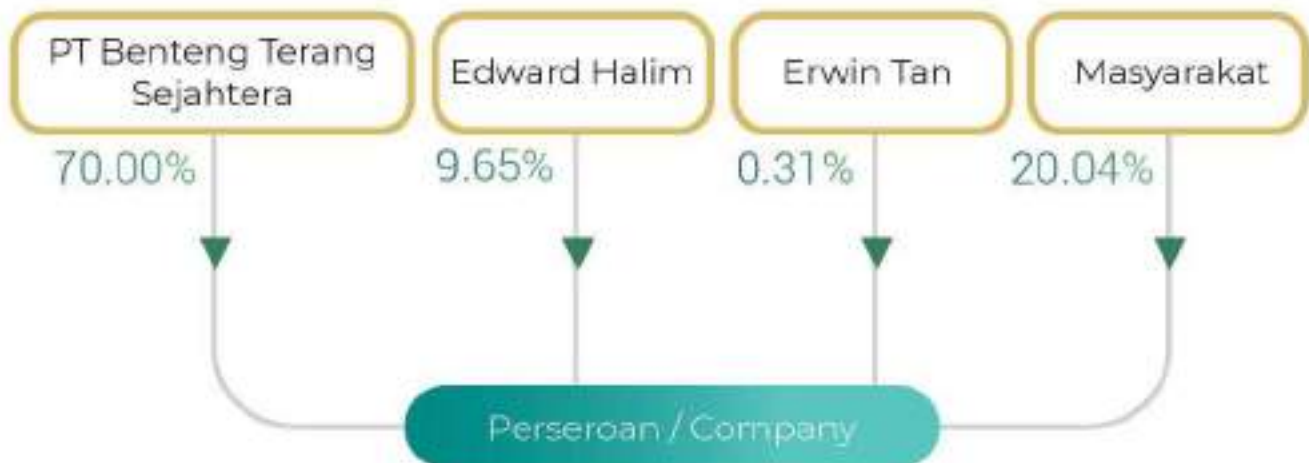 PT Benteng Terang
Sejahtera
Edward Halim
Erwin Tan
Masyarakat
70.00%
9.65%
0.31%
20.04%
Perseroan / Company